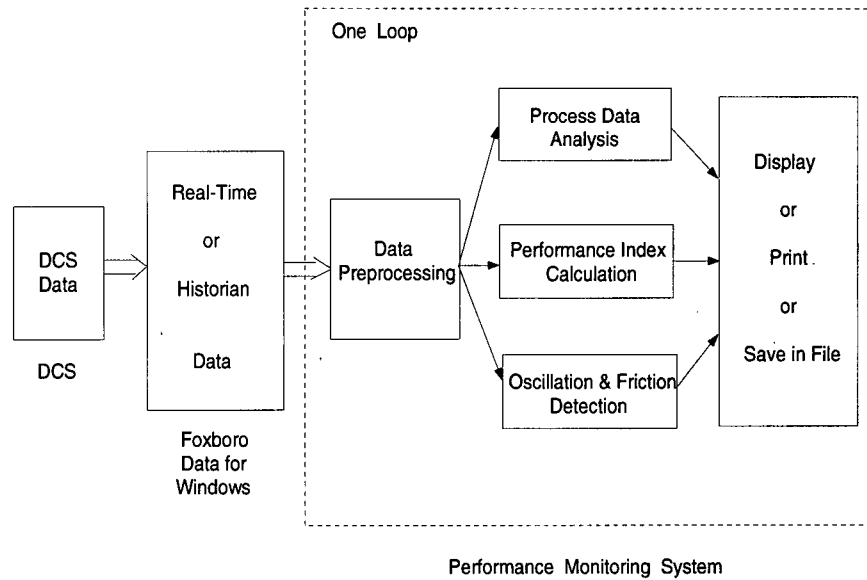 One Loop
DCS
Data
DCS
Real-Time
or
Historian
Data
Foxboro
Data for
Windows
Data
Preprocessing
Process Data
Analysis
Performance Index
Calculation
Oscillation & Friction
Detection
Display
or
Print
or
Save in File
Performance Monitoring System